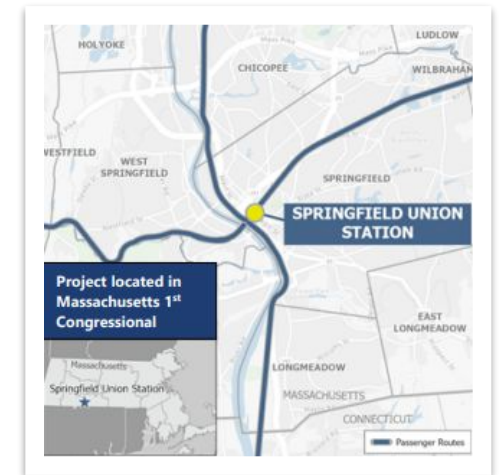 LUDLOW
HOLYOKE
CHICOPEE
WILBRAHAM
WESTFIELD
WEST
SPRINGFIELD
SPRINGFIELD
SPRINGFIELD UNION
STATION
Project located in
Massachusetts 1st
Congressional
EAST
LONGMEADOW
Massachusetts
Springfield Union Station
LONGMEADOW
MASSACHUSETTS
CONNECTICUT
Passenger Routes